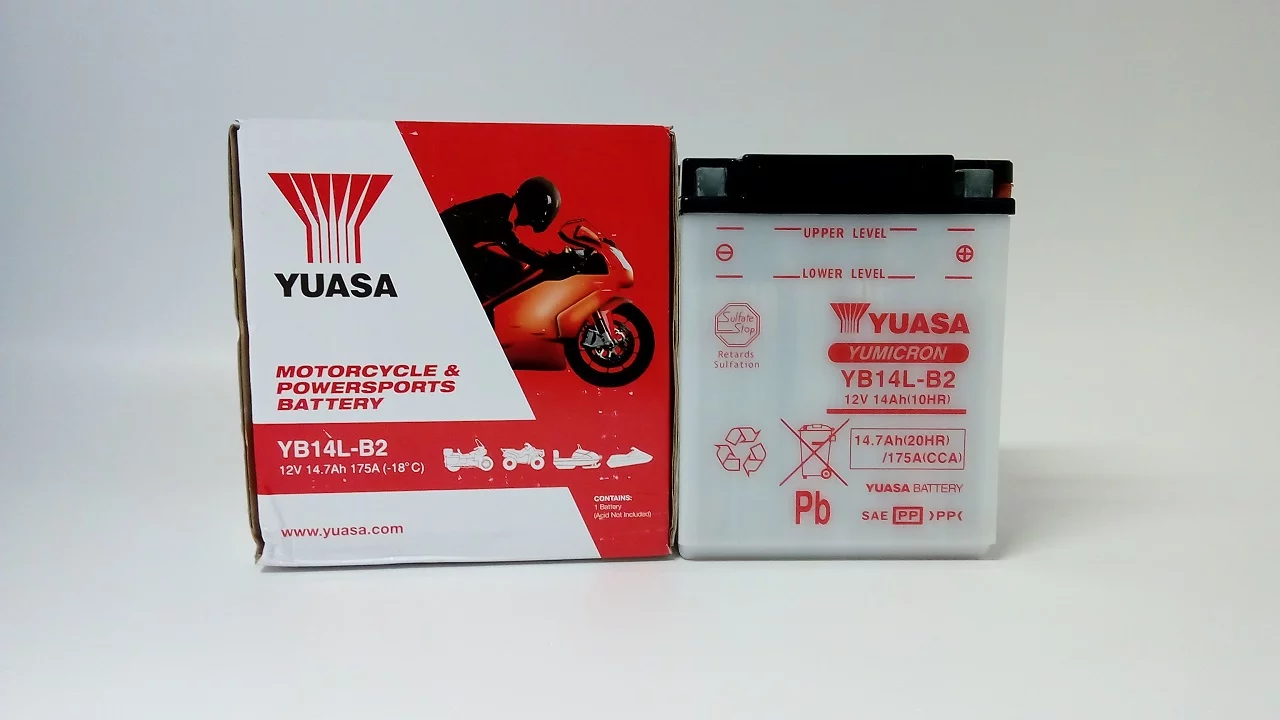 YUASA
MOTORCYCLE &
POWERSPORTS
BATTERY
YB14L-B2
12V 14.7Ah 175A (-18°C)
CONTAINS:
1 Battery
(Acid Not Included)
www.yuasa.com
UPPER LEVEL
⊖ ⊕
LOWER LEVEL
Sulfate
Stop
Retards
Sulfation
YUASA
YUMICRON
YB14L-B2
12V 14Ah(10HR)
14.7Ah(20HR)
/175A(CCA)
Pb
YUASA BATTERY
SAE PP >PP<